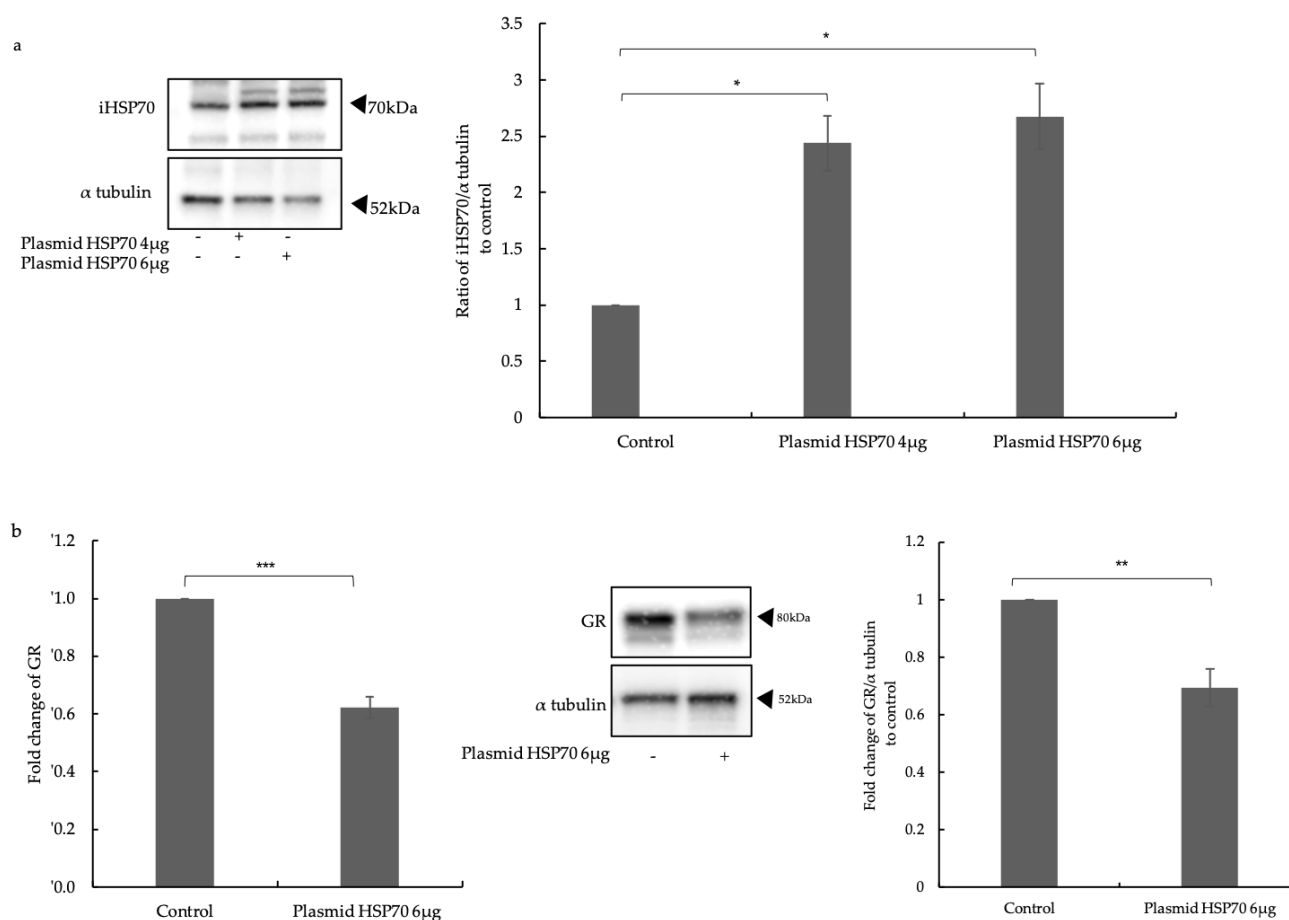 a
iHSP70
70kDa
α tubulin
52kDa
Plasmid HSP70 4µg - + -
Plasmid HSP70 6µg - - +
Ratio of iHSP70/α tubulin
to control
3.5
3
2.5
2
1.5
1
0.5
0
*
*
Control
Plasmid HSP70 4µg
Plasmid HSP70 6µg
b
Fold change of GR
'1.2
'1.0
'0.8
'0.6
'0.4
'0.2
'0.0
***
Control
Plasmid HSP70 6µg
GR
80kDa
α tubulin
52kDa
Plasmid HSP70 6µg - +
Fold change of GR/α tubulin
to control
1.2
1
0.8
0.6
0.4
0.2
0
**
Control
Plasmid HSP70 6µg